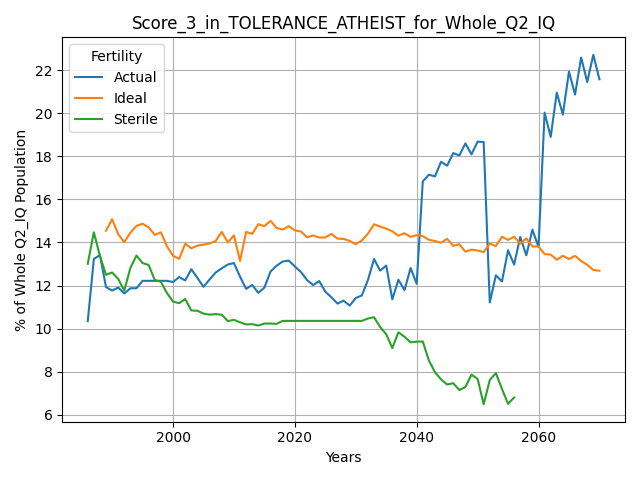 Score_3_in_TOLERANCE_ATHEIST_for_Whole_Q2_IQ
Fertility
Actual
Ideal
Sterile
% of Whole Q2_IQ Population
22
20
18
16
14
12
10
8
6
2000 2020 2040 2060
Years